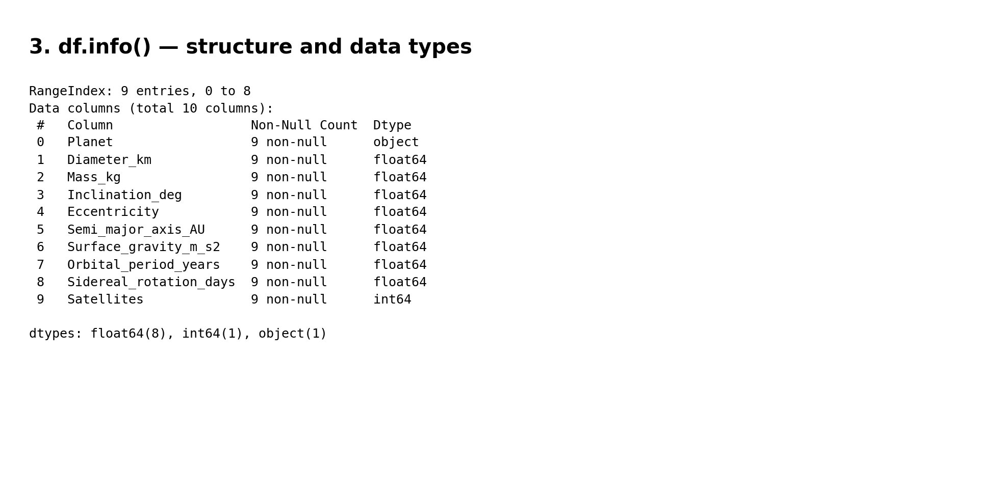 3. df.info() — structure and data types
RangeIndex: 9 entries, 0 to 8
Data columns (total 10 columns):
 #   Column                  Non-Null Count  Dtype
 0   Planet                  9 non-null      object
 1   Diameter_km             9 non-null      float64
 2   Mass_kg                 9 non-null      float64
 3   Inclination_deg         9 non-null      float64
 4   Eccentricity            9 non-null      float64
 5   Semi_major_axis_AU      9 non-null      float64
 6   Surface_gravity_m_s2    9 non-null      float64
 7   Orbital_period_years    9 non-null      float64
 8   Sidereal_rotation_days  9 non-null      float64
 9   Satellites              9 non-null      int64
dtypes: float64(8), int64(1), object(1)